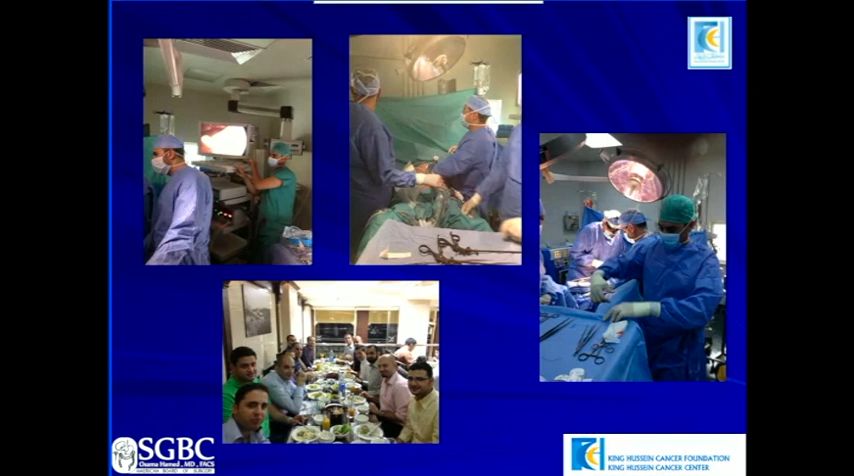 SGBC
Osama Hamed, MD, FACS
AMERICAN BOARD OF SURGERY
KING HUSSEIN CANCER FOUNDATION
KING HUSSEIN CANCER CENTER